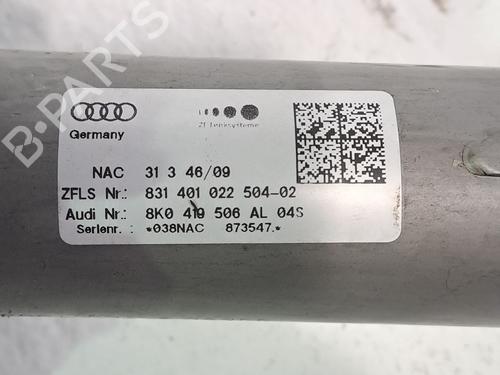 B-PARTS
Germany
ZF Lenksysteme
NAC 31 3 46/09
ZFLS Nr.: 831 401 022 504-02
Audi Nr.: 8K0 419 506 AL 04S
Serienr. : *038NAC 873547.*